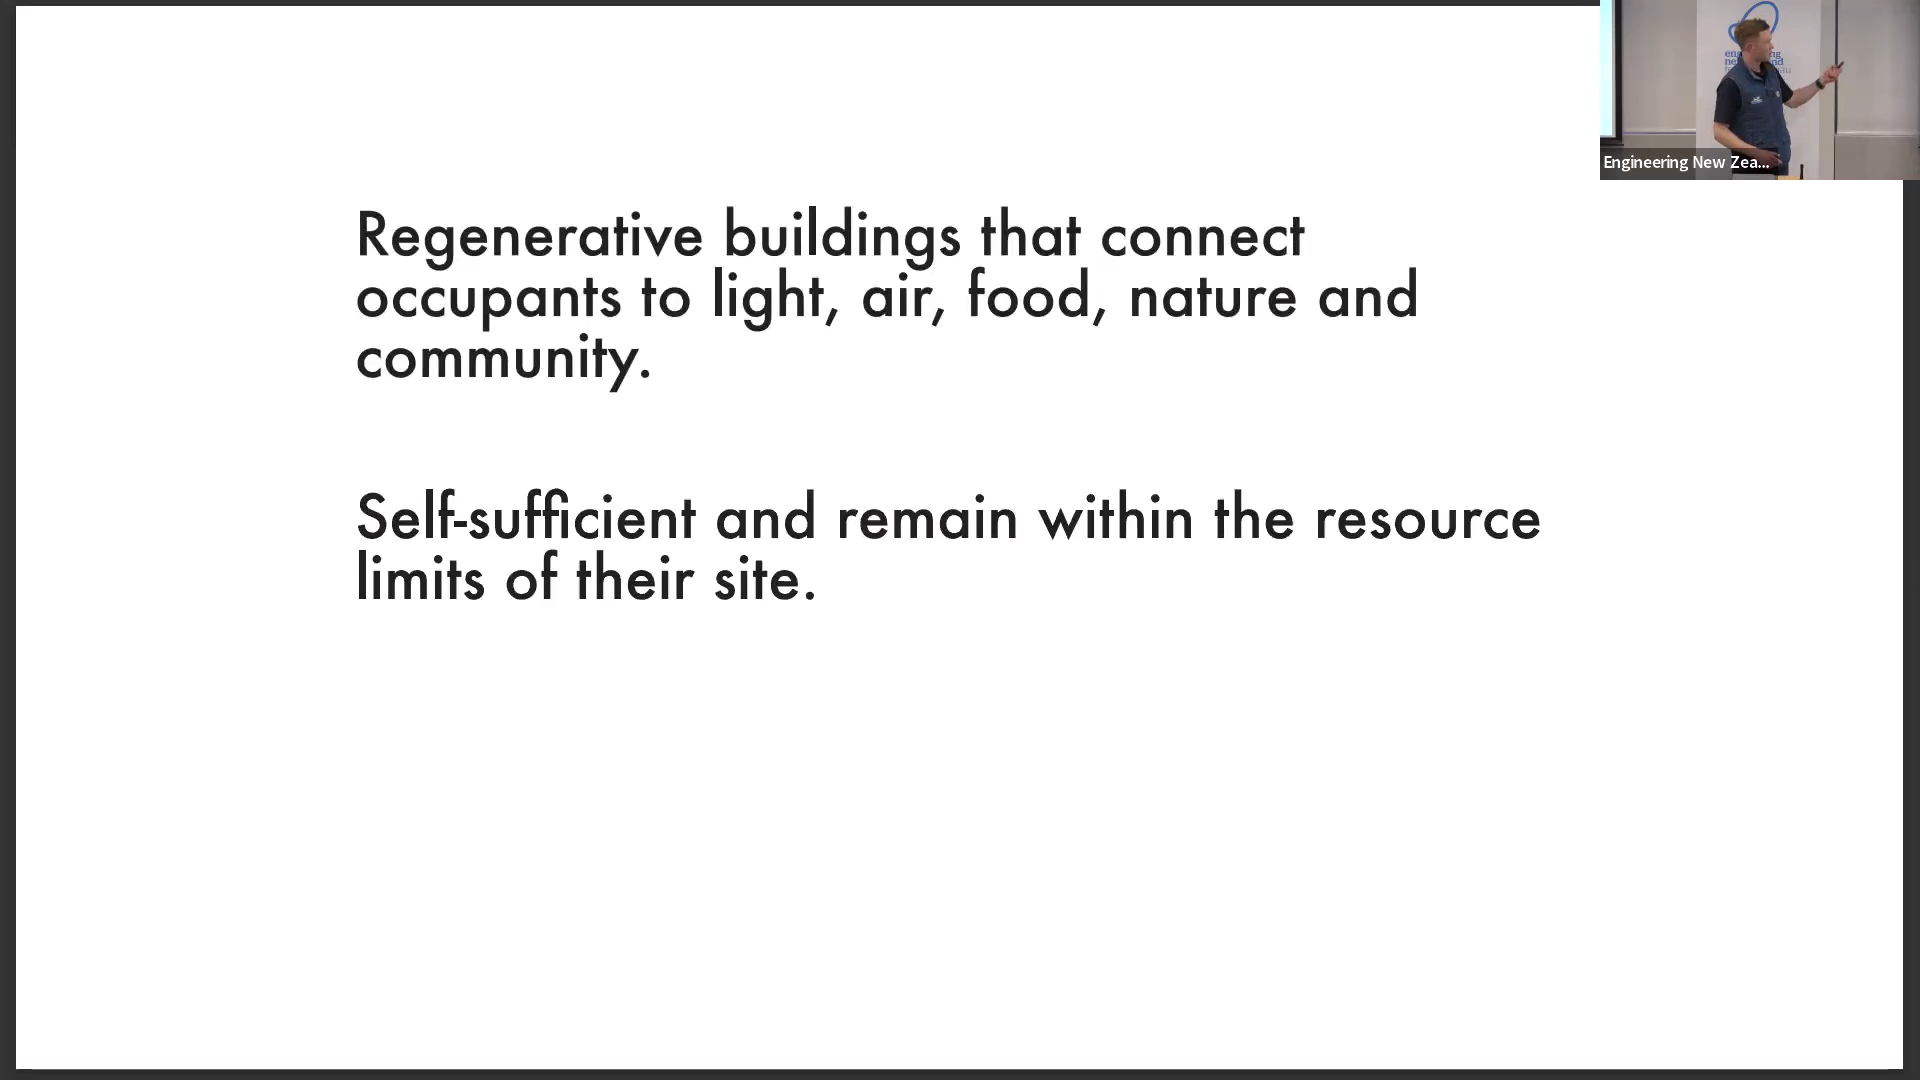 Regenerative buildings that connect
occupants to light, air, food, nature and
community.
Self-sufficient and remain within the resource
limits of their site.
Engineering New Zea...